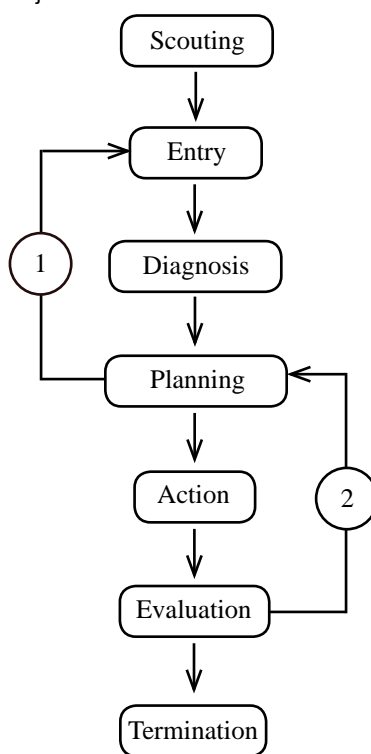 Scouting
Entry
1
Diagnosis
Planning
Action
2
Evaluation
Termination